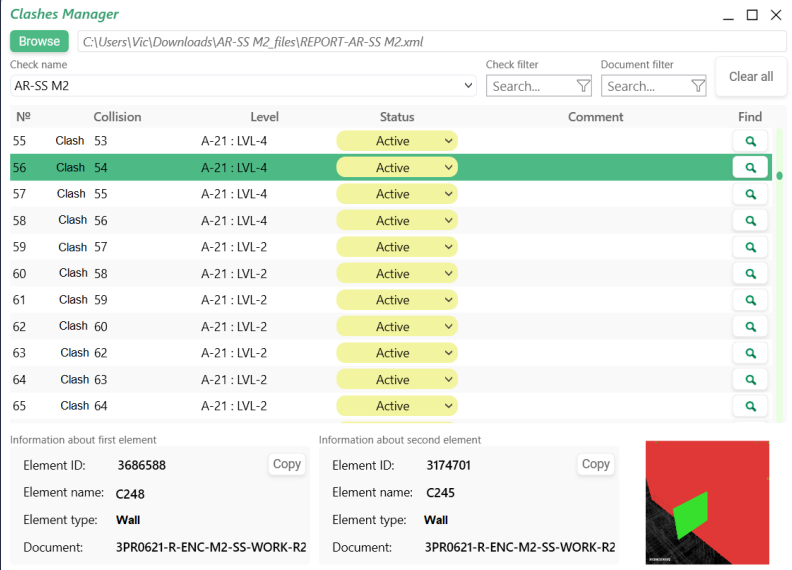 Clashes Manager
Browse C:\Users\Vic\Downloads\AR-SS M2_files\REPORT-AR-SS M2.xml
Check name Check filter Document filter
AR-SS M2 Search... Search... Clear all
Nº Collision Level Status Comment Find
55 Clash 53 A-21 : LVL-4 Active
56 Clash 54 A-21 : LVL-4 Active
57 Clash 55 A-21 : LVL-4 Active
58 Clash 56 A-21 : LVL-4 Active
59 Clash 57 A-21 : LVL-2 Active
60 Clash 58 A-21 : LVL-2 Active
61 Clash 59 A-21 : LVL-2 Active
62 Clash 60 A-21 : LVL-2 Active
63 Clash 62 A-21 : LVL-2 Active
64 Clash 63 A-21 : LVL-2 Active
65 Clash 64 A-21 : LVL-2 Active
Information about first element Information about second element
Element ID: 3686588 Copy Element ID: 3174701 Copy
Element name: C248 Element name: C245
Element type: Wall Element type: Wall
Document: 3PR0621-R-ENC-M2-SS-WORK-R2 Document: 3PR0621-R-ENC-M2-SS-WORK-R2